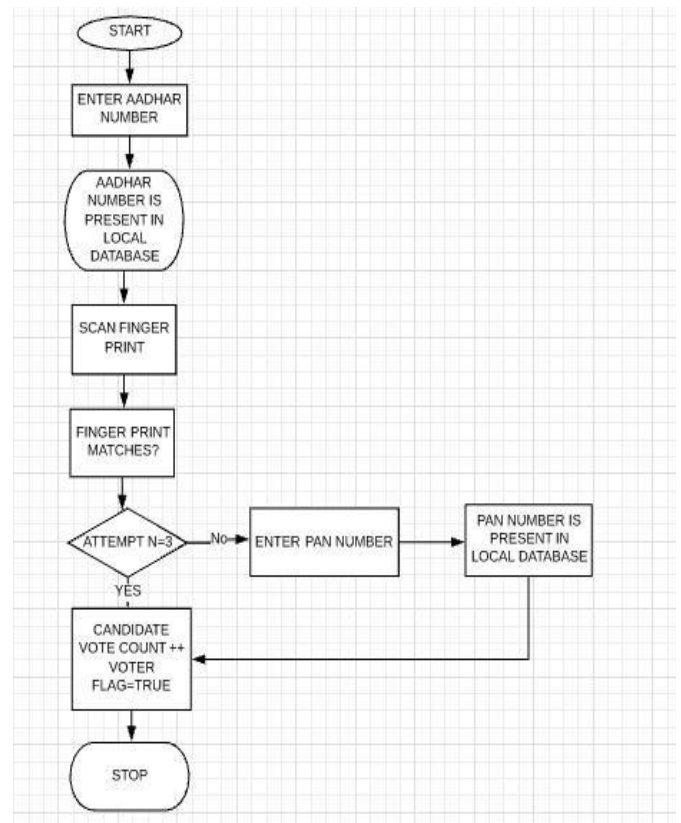 START
ENTER AADHAR
NUMBER
AADHAR
NUMBER IS
PRESENT IN
LOCAL
DATABASE
SCAN FINGER
PRINT
FINGER PRINT
MATCHES?
ATTEMPT N=3
No
ENTER PAN NUMBER
PAN NUMBER IS
PRESENT IN
LOCAL DATABASE
YES
CANDIDATE
VOTE COUNT ++
VOTER
FLAG=TRUE
STOP